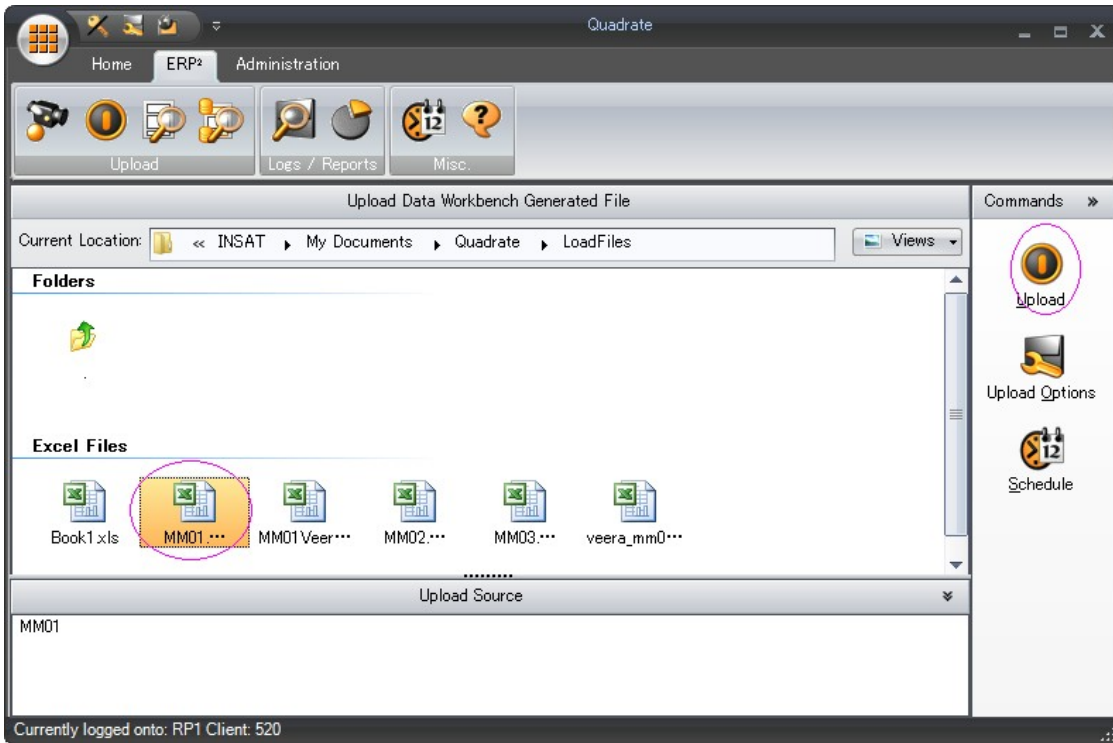 Quadrate
Home ERP² Administration
12
Upload Logs / Reports Misc.
Upload Data Workbench Generated File
Commands »
Current Location: « INSAT My Documents Quadrate LoadFiles Views
Folders
Upload
.
Upload Options
Excel Files
12
Schedule
Book1.xls MM01.... MM01Veer... MM02.... MM03.... veera_mm0...
Upload Source
MM01
Currently logged onto: RP1 Client: 520